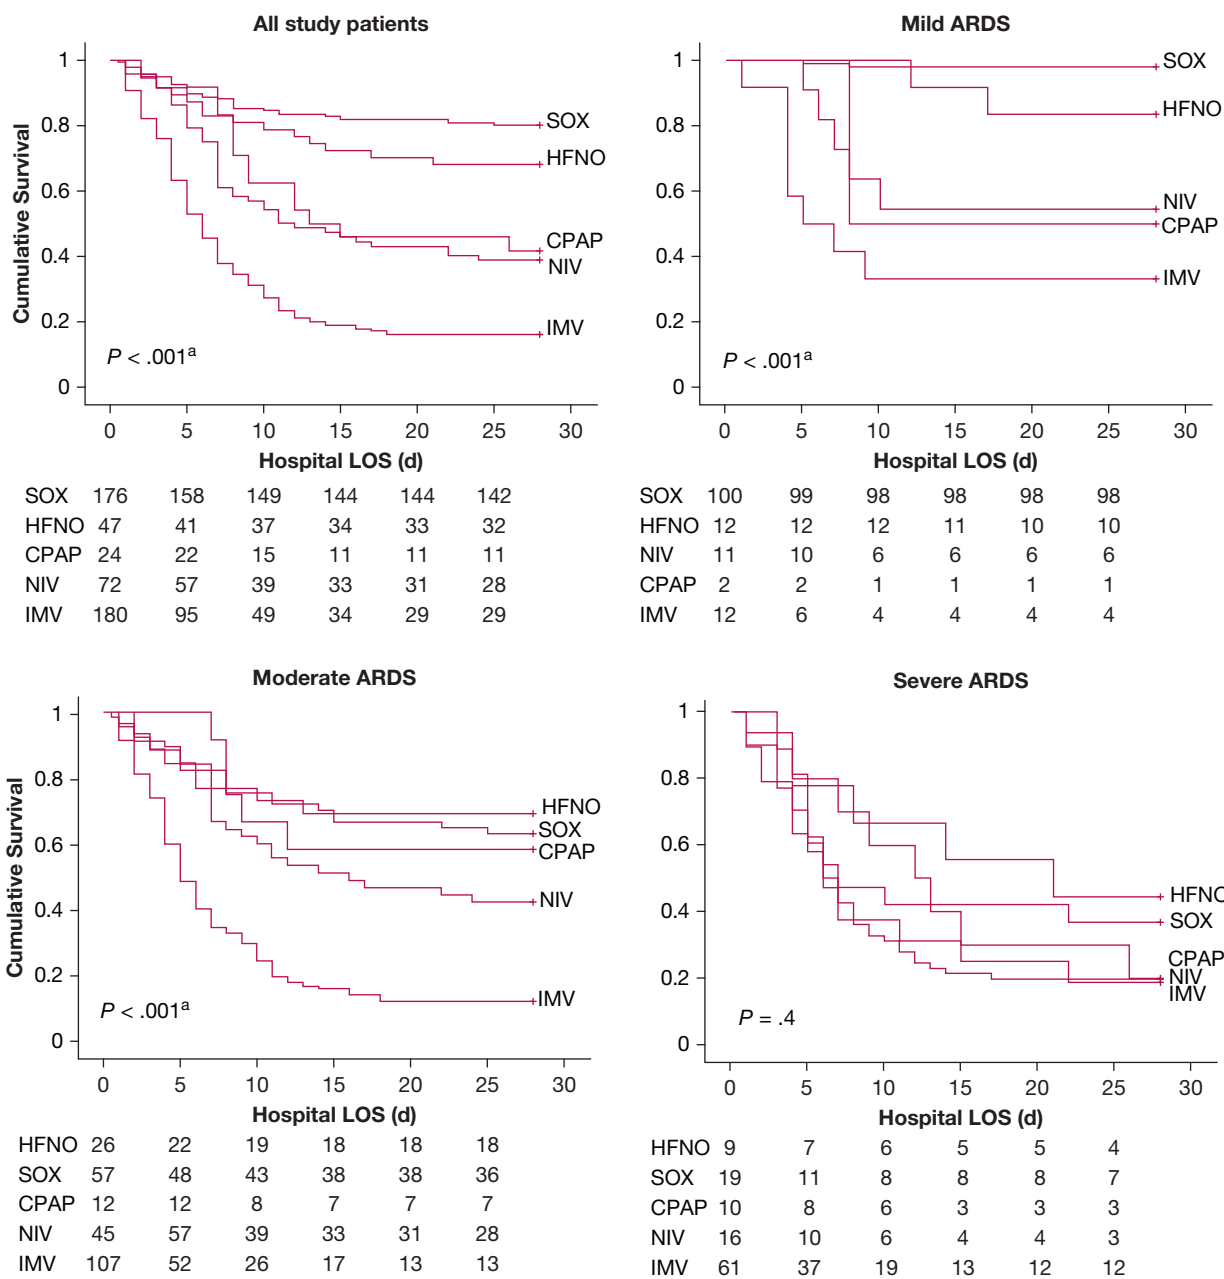 All study patients
1
0.8
0.6
0.4
0.2
0
Cumulative Survival
SOX
HFNO
CPAP
NIV
IMV
P < .001a
0 5 10 15 20 25 30
Hospital LOS (d)
SOX 176 158 149 144 144 142
HFNO 47 41 37 34 33 32
CPAP 24 22 15 11 11 11
NIV 72 57 39 33 31 28
IMV 180 95 49 34 29 29
Mild ARDS
1
0.8
0.6
0.4
0.2
0
SOX
HFNO
NIV
CPAP
IMV
P < .001a
0 5 10 15 20 25 30
Hospital LOS (d)
SOX 100 99 98 98 98 98
HFNO 12 12 12 11 10 10
NIV 11 10 6 6 6 6
CPAP 2 2 1 1 1 1
IMV 12 6 4 4 4 4
Moderate ARDS
1
0.8
0.6
0.4
0.2
0
Cumulative Survival
HFNO
SOX
CPAP
NIV
IMV
P < .001a
0 5 10 15 20 25 30
Hospital LOS (d)
HFNO 26 22 19 18 18 18
SOX 57 48 43 38 38 36
CPAP 12 12 8 7 7 7
NIV 45 57 39 33 31 28
IMV 107 52 26 17 13 13
Severe ARDS
1
0.8
0.6
0.4
0.2
0
HFNO
SOX
CPAP
NIV
IMV
P = .4
0 5 10 15 20 25 30
Hospital LOS (d)
HFNO 9 7 6 5 5 4
SOX 19 11 8 8 8 7
CPAP 10 8 6 3 3 3
NIV 16 10 6 4 4 3
IMV 61 37 19 13 12 12